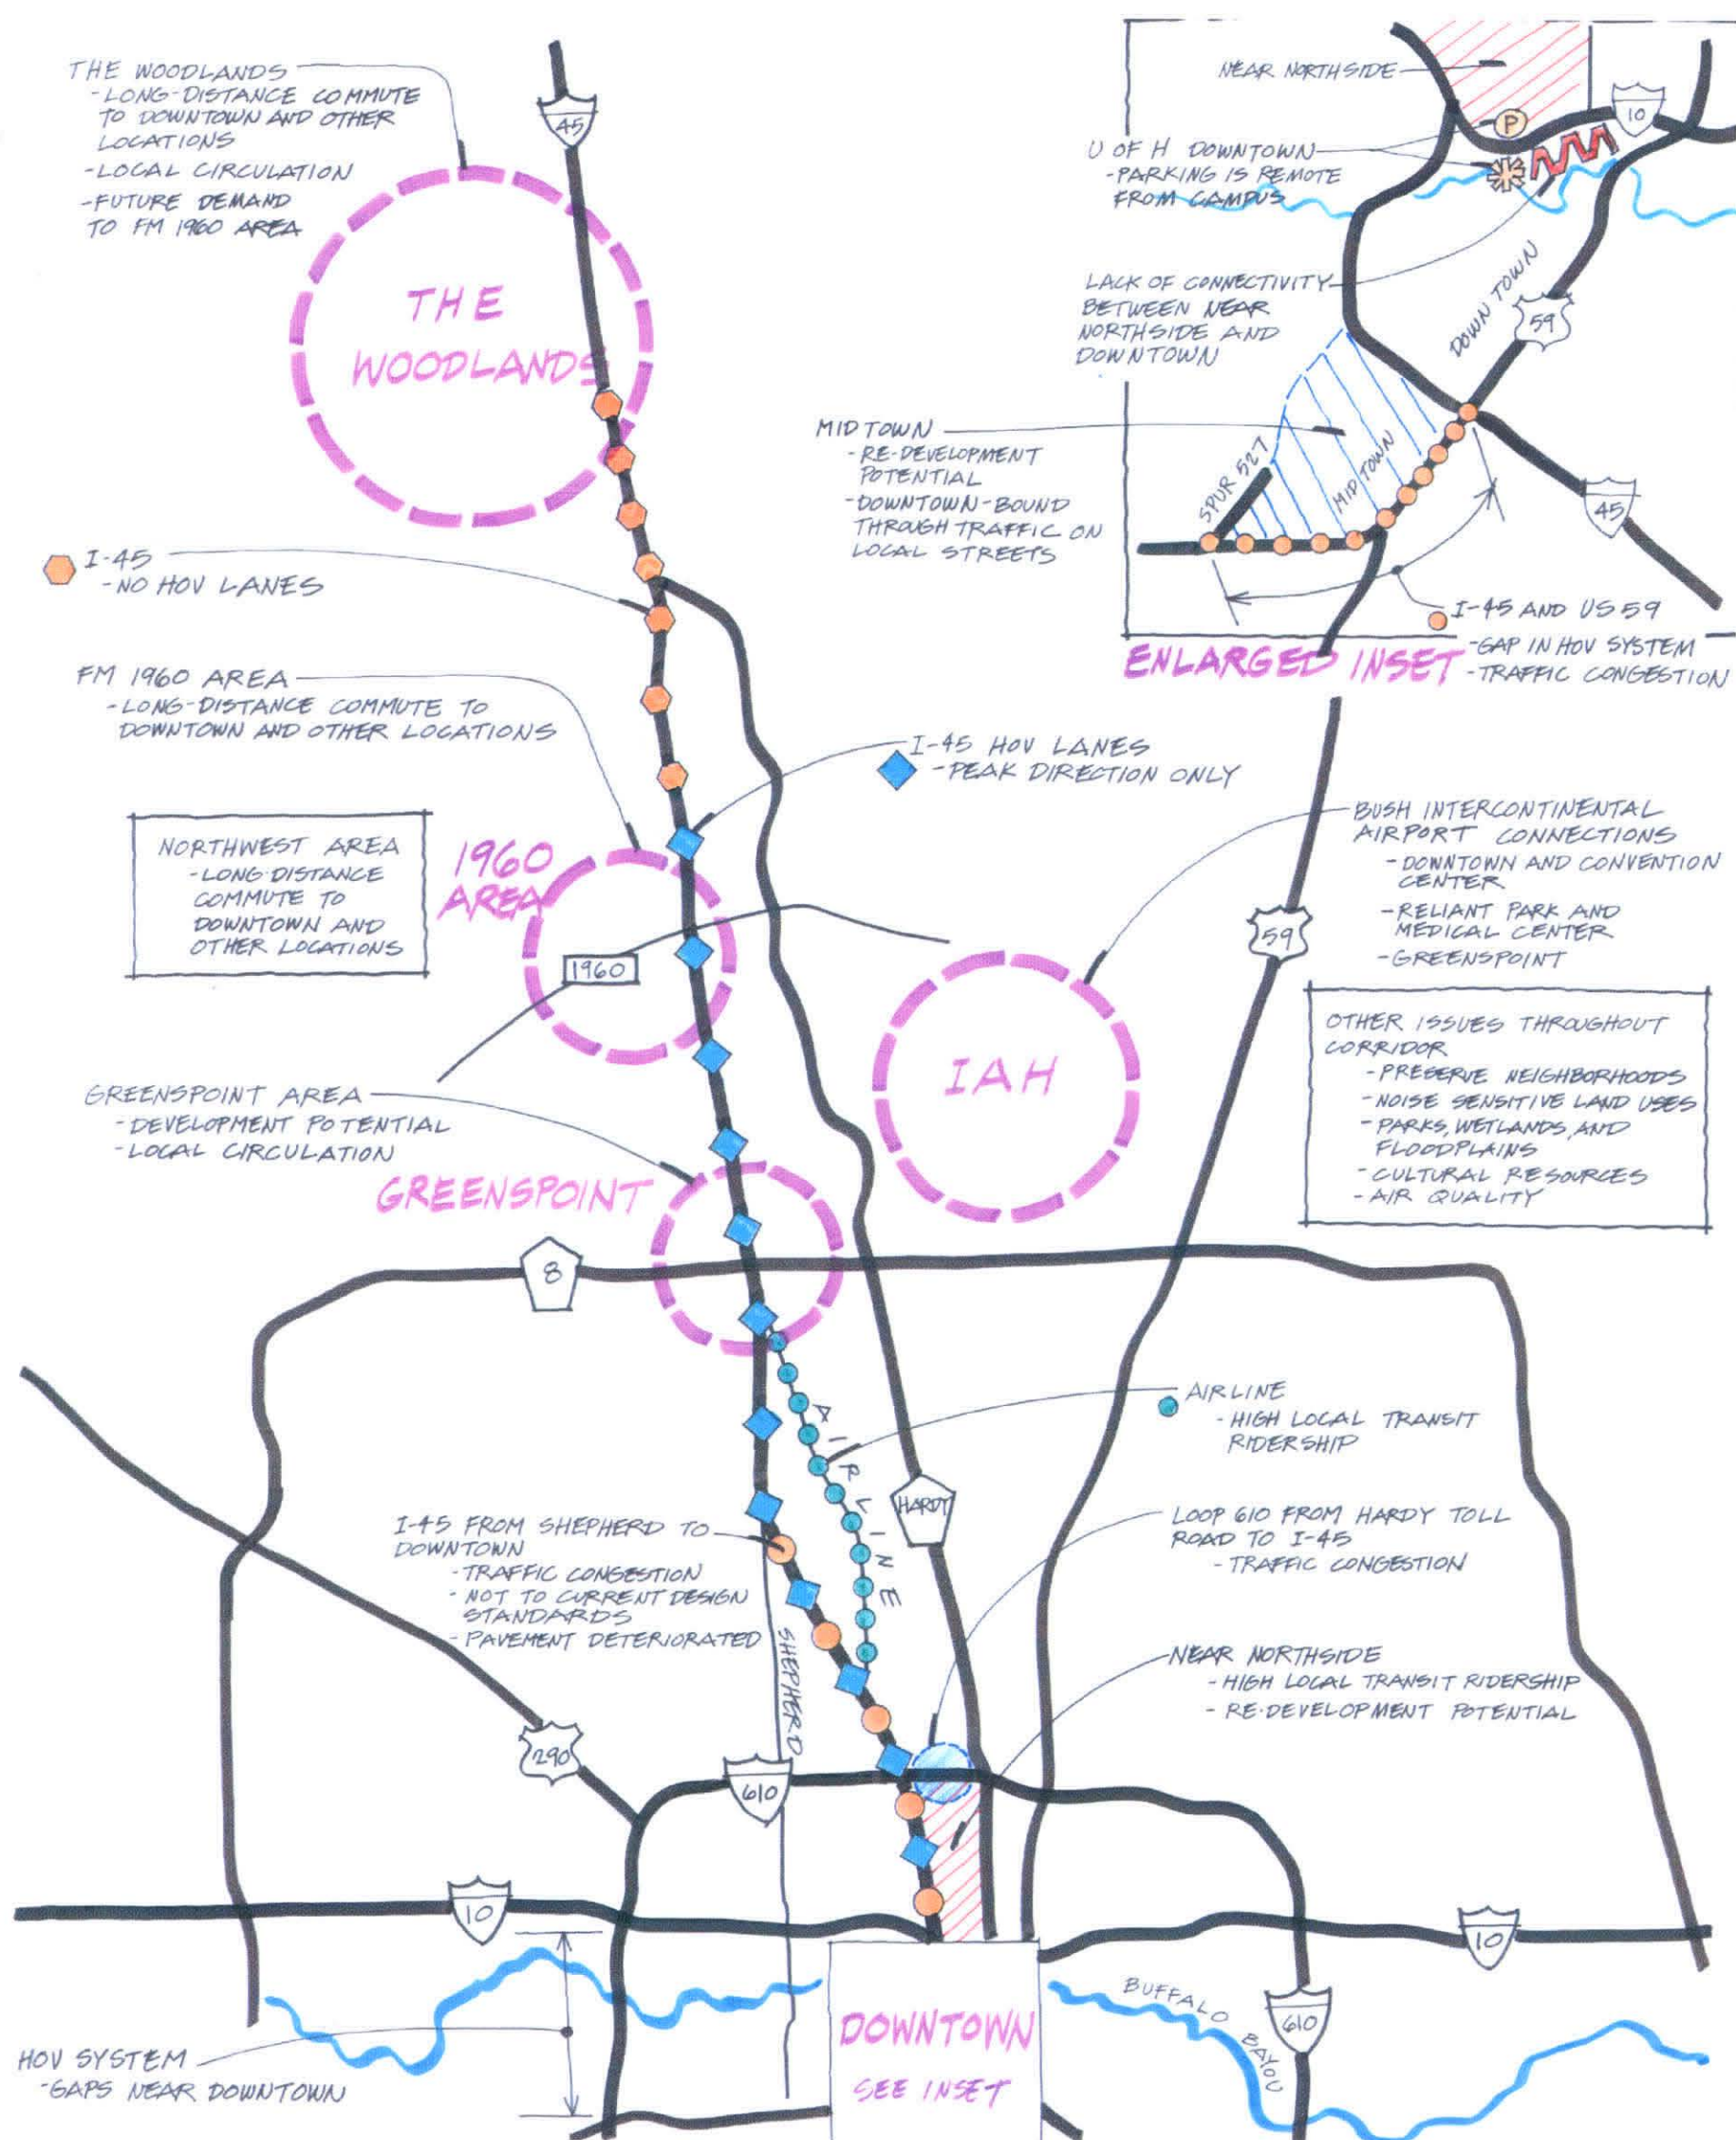 THE WOODLANDS
-LONG-DISTANCE COMMUTE
TO DOWNTOWN AND OTHER
LOCATIONS
-LOCAL CIRCULATION
-FUTURE DEMAND
TO FM 1960 AREA
45
THE
WOODLANDS
I-45
-NO HOV LANES
FM 1960 AREA
-LONG-DISTANCE COMMUTE TO
DOWNTOWN AND OTHER LOCATIONS
I-45 HOV LANES
-PEAK DIRECTION ONLY
NORTHWEST AREA
-LONG-DISTANCE
COMMUTE TO
DOWNTOWN AND
OTHER LOCATIONS
1960
AREA
1960
GREENSPOINT AREA
-DEVELOPMENT POTENTIAL
-LOCAL CIRCULATION
GREENSPOINT
8
NEAR NORTHSIDE
P
10
U OF H DOWNTOWN
-PARKING IS REMOTE
FROM CAMPUS
LACK OF CONNECTIVITY
BETWEEN NEAR
NORTHSIDE AND
DOWNTOWN
DOWN TOWN
59
MIDTOWN
-RE-DEVELOPMENT
POTENTIAL
-DOWNTOWN-BOUND
THROUGH TRAFFIC ON
LOCAL STREETS
SPUR 527
MIDTOWN
45
I-45 AND US 59
-GAP IN HOV SYSTEM
-TRAFFIC CONGESTION
ENLARGED INSET
59
BUSH INTERCONTINENTAL
AIRPORT CONNECTIONS
-DOWNTOWN AND CONVENTION
CENTER
-RELIANT PARK AND
MEDICAL CENTER
-GREENSPOINT
IAH
OTHER ISSUES THROUGHOUT
CORRIDOR
-PRESERVE NEIGHBORHOODS
-NOISE SENSITIVE LAND USES
-PARKS, WETLANDS, AND
FLOODPLAINS
-CULTURAL RESOURCES
-AIR QUALITY
AIRLINE
-HIGH LOCAL TRANSIT
RIDERSHIP
AIRLINE
HARDY
LOOP 610 FROM HARDY TOLL
ROAD TO I-45
-TRAFFIC CONGESTION
I-45 FROM SHEPHERD TO
DOWNTOWN
-TRAFFIC CONGESTION
-NOT TO CURRENT DESIGN
STANDARDS
-PAVEMENT DETERIORATED
SHEPHERD
NEAR NORTHSIDE
-HIGH LOCAL TRANSIT RIDERSHIP
-RE-DEVELOPMENT POTENTIAL
290
610
10
10
HOV SYSTEM
-GAPS NEAR DOWNTOWN
DOWNTOWN
SEE INSET
BUFFALO
BAYOU
610